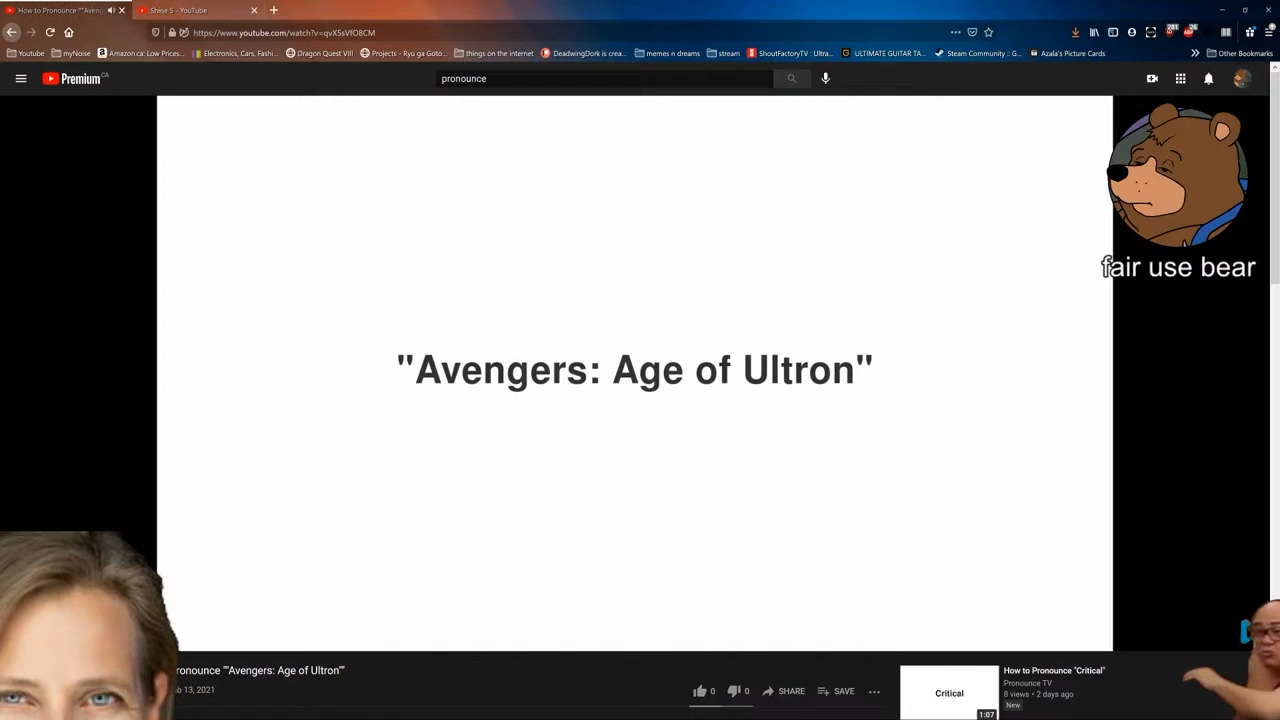 How to Pronounce ""Aveng
Shine S - YouTube
https://www.youtube.com/watch?v=qvX5sVfO8CM
Youtube
myNoise
Amazon.ca: Low Prices...
Electronics, Cars, Fashi...
Dragon Quest VIII
Projects - Ryu ga Goto...
things on the internet
DeadwingDork is crea...
memes n dreams
stream
ShoutFactoryTV : Ultra...
ULTIMATE GUITAR TA...
Steam Community :: G...
Azala's Picture Cards
Other Bookmarks
281
26
Premium CA
pronounce
fair use bear
"Avengers: Age of Ultron"
ronounce ""Avengers: Age of Ultron""
b 13, 2021
0
0
SHARE
SAVE
Critical
1:07
How to Pronounce "Critical"
Pronounce TV
8 views • 2 days ago
New